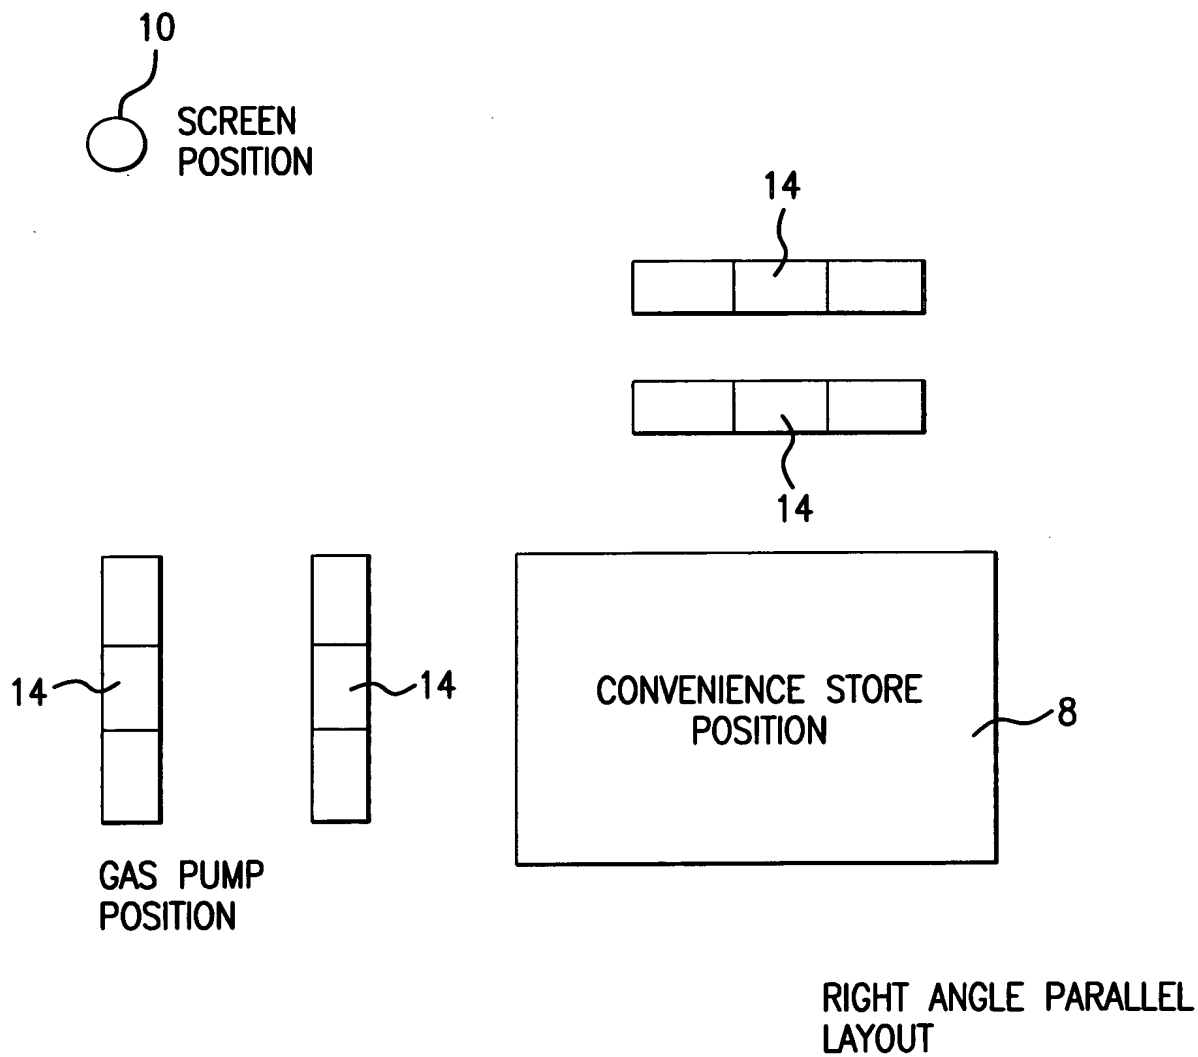 10
SCREEN
POSITION
14
14
14
14
CONVENIENCE STORE
POSITION
8
GAS PUMP
POSITION
RIGHT ANGLE PARALLEL
LAYOUT